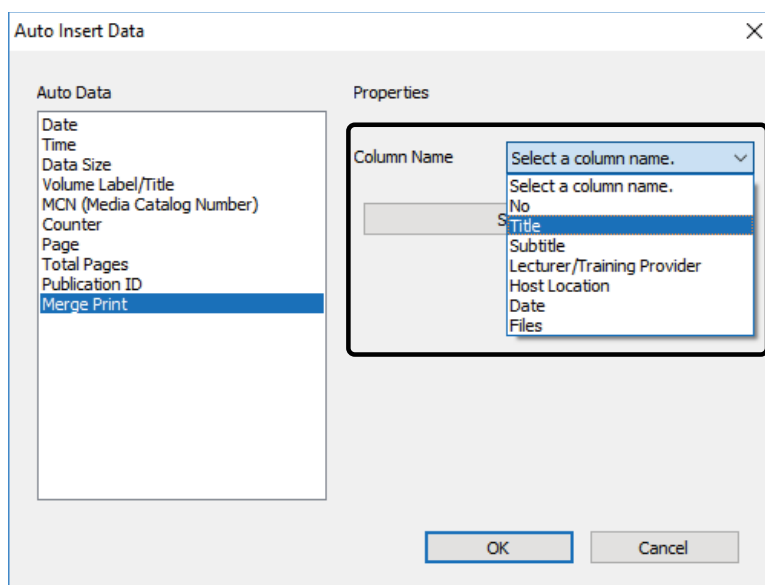 Auto Insert Data
Auto Data
Date
Time
Data Size
Volume Label/Title
MCN (Media Catalog Number)
Counter
Page
Total Pages
Publication ID
Merge Print
Properties
Column Name
Select a column name.
Select a column name.
No
Title
Subtitle
Lecturer/Training Provider
Host Location
Date
Files
OK
Cancel